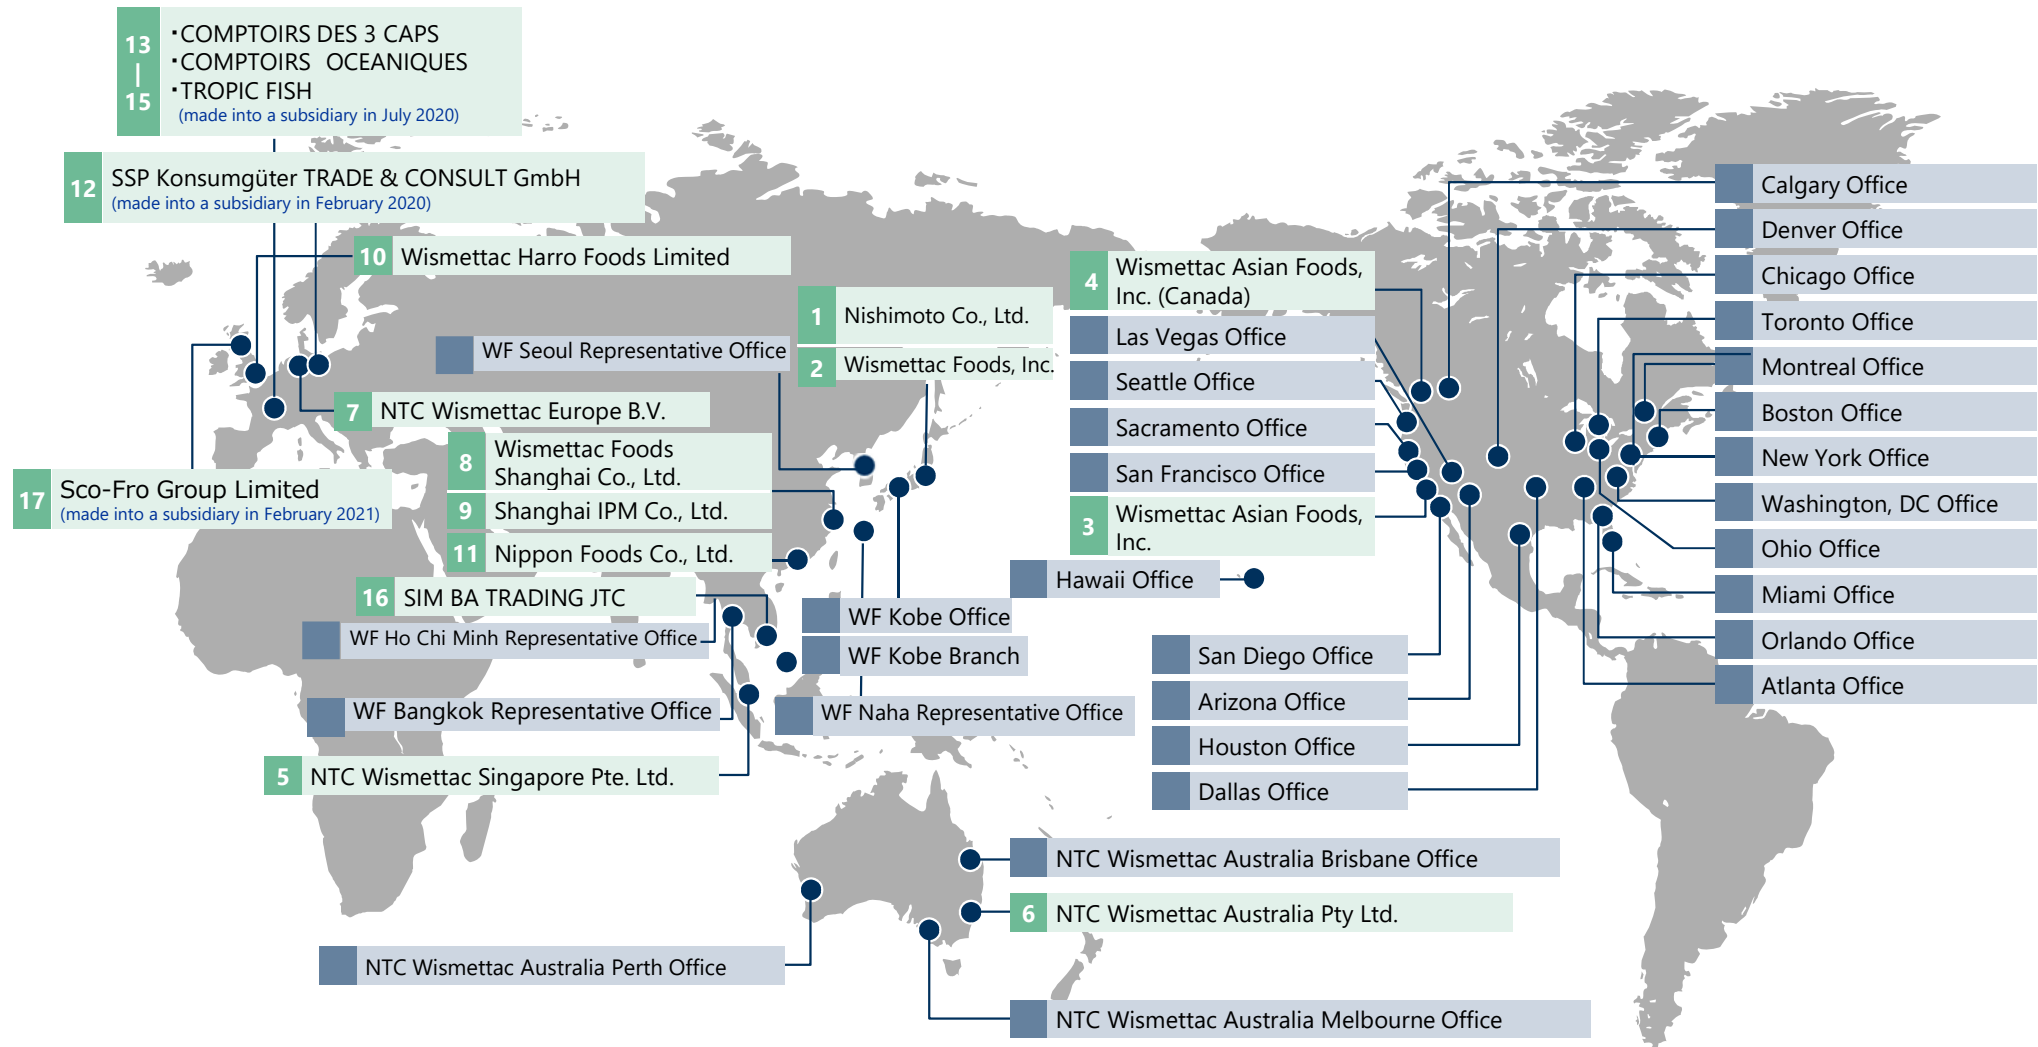 13
|
15
・COMPTOIRS DES 3 CAPS
・COMPTOIRS OCEANIQUES
・TROPIC FISH
(made into a subsidiary in July 2020)
12
SSP Konsumgüter TRADE & CONSULT GmbH
(made into a subsidiary in February 2020)
10 Wismettac Harro Foods Limited
WF Seoul Representative Office
7 NTC Wismettac Europe B.V.
8
Wismettac Foods
Shanghai Co., Ltd.
9 Shanghai IPM Co., Ltd.
11 Nippon Foods Co., Ltd.
17
Sco-Fro Group Limited
(made into a subsidiary in February 2021)
16 SIM BA TRADING JTC
WF Ho Chi Minh Representative Office
WF Bangkok Representative Office
5 NTC Wismettac Singapore Pte. Ltd.
1 Nishimoto Co., Ltd.
2 Wismettac Foods, Inc.
WF Kobe Office
WF Kobe Branch
WF Naha Representative Office
4
Wismettac Asian Foods,
Inc. (Canada)
Las Vegas Office
Seattle Office
Sacramento Office
San Francisco Office
3
Wismettac Asian Foods,
Inc.
Hawaii Office
San Diego Office
Arizona Office
Houston Office
Dallas Office
Calgary Office
Denver Office
Chicago Office
Toronto Office
Montreal Office
Boston Office
New York Office
Washington, DC Office
Ohio Office
Miami Office
Orlando Office
Atlanta Office
NTC Wismettac Australia Brisbane Office
6 NTC Wismettac Australia Pty Ltd.
NTC Wismettac Australia Perth Office
NTC Wismettac Australia Melbourne Office